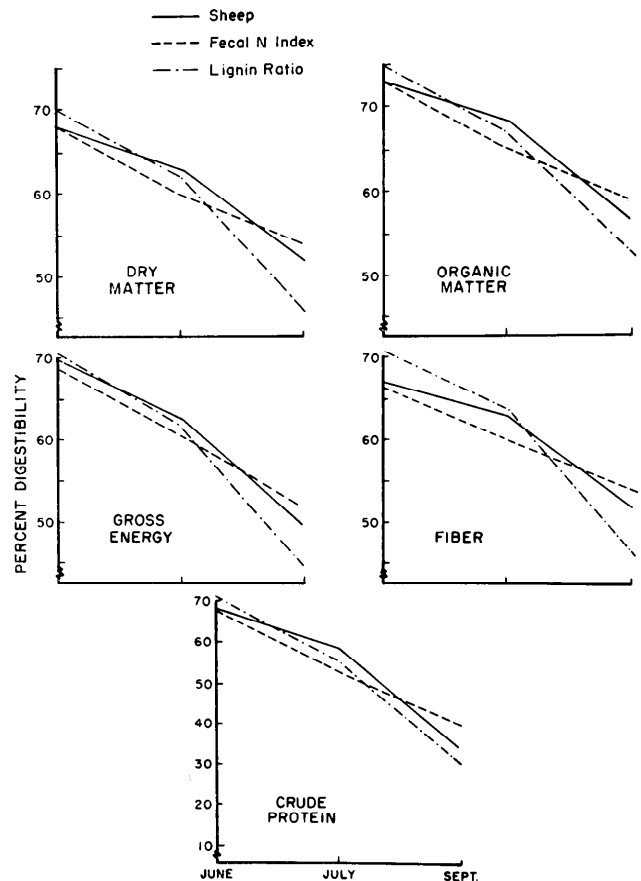 Sheep
Fecal N Index
Lignin Ratio
70
60
50
DRY
MATTER
70
60
50
ORGANIC
MATTER
PERCENT DIGESTIBILITY
70
60
50
GROSS
ENERGY
70
60
50
FIBER
70
60
50
40
30
20
10
CRUDE
PROTEIN
JUNE
JULY
SEPT.